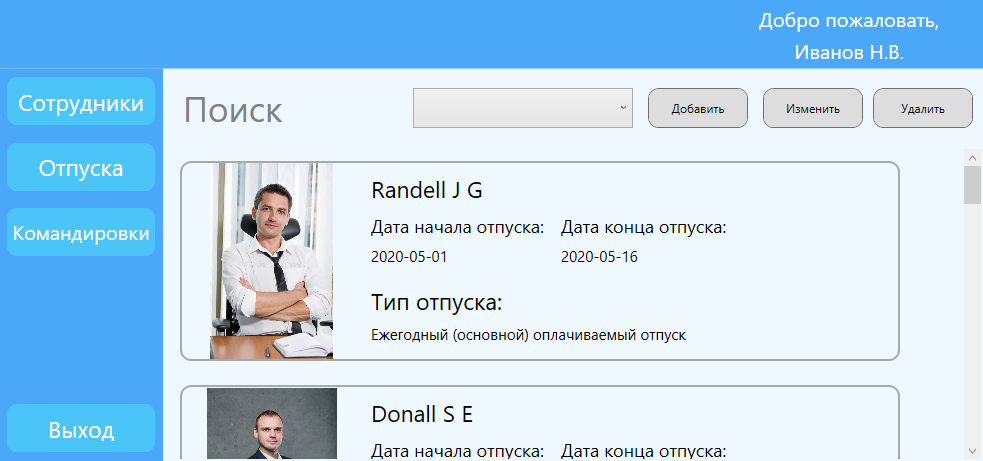 Добро пожаловать,
Иванов Н.В.
Сотрудники
Отпуска
Командировки
Выход
Поиск
Добавить
Изменить
Удалить
Randell J G
Дата начала отпуска: Дата конца отпуска:
2020-05-01 2020-05-16
Тип отпуска:
Ежегодный (основной) оплачиваемый отпуск
Donall S E
Дата начала отпуска: Дата конца отпуска: